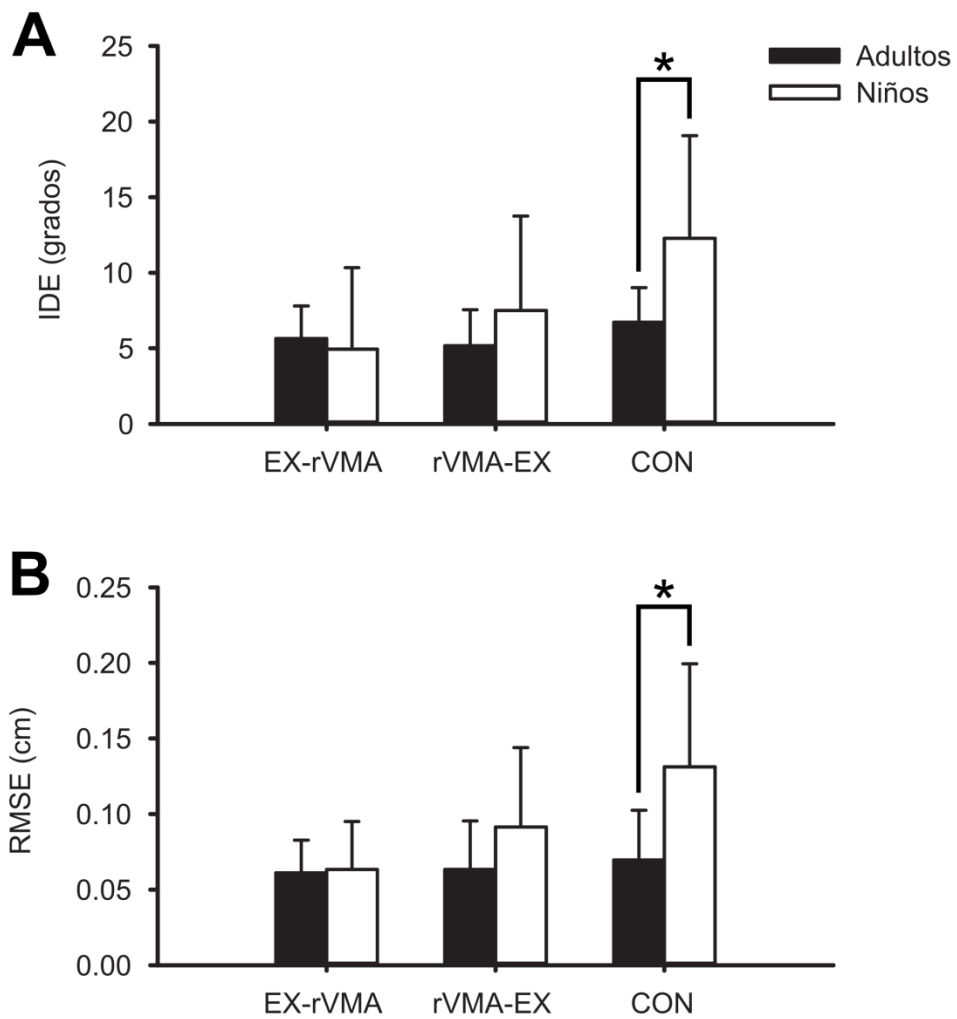 A
25
20
15
10
5
0
IDE (grados)
*
Adultos
Niños
EX-rVMA rVMA-EX CON
B
0.25
0.20
0.15
0.10
0.05
0.00
RMSE (cm)
*
EX-rVMA rVMA-EX CON